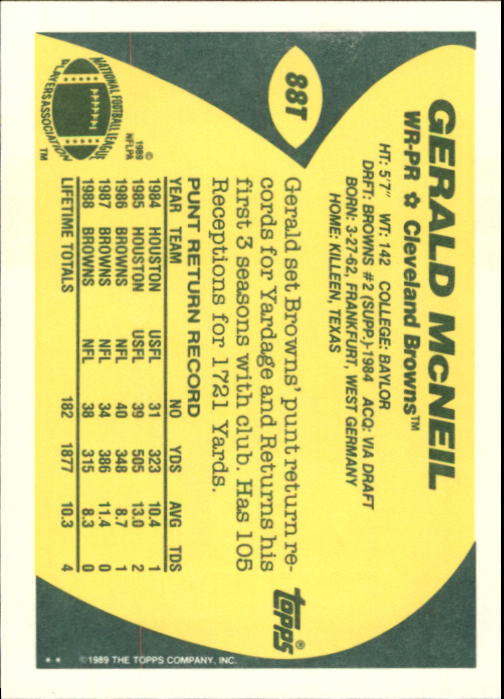 88T
GERALD McNEIL
WR-PR ✩ Cleveland Browns™
HT: 5'7" WT: 142 COLLEGE: BAYLOR
DRFT: BROWNS #2 (SUPP.)-1984 ACQ: VIA DRAFT
BORN: 3-27-62, FRANKFURT, WEST GERMANY
HOME: KILLEEN, TEXAS
Gerald set Browns' punt return re-
cords for Yardage and Returns his
first 3 seasons with club. Has 105
Receptions for 1721 Yards.
topps®
PUNT RETURN RECORD
YEAR TEAM NO YDS AVG TDS
1984 HOUSTON USFL 31 323 10.4 1
1985 HOUSTON USFL 39 505 13.0 2
1986 BROWNS NFL 40 348 8.7 1
1987 BROWNS NFL 34 386 11.4 0
1988 BROWNS NFL 38 315 8.3 0
LIFETIME TOTALS 182 1877 10.3 4
NATIONAL FOOTBALL LEAGUE
PLAYERS ASSOCIATION
™
©
1989
NFLPA
** ©1989 THE TOPPS COMPANY, INC.